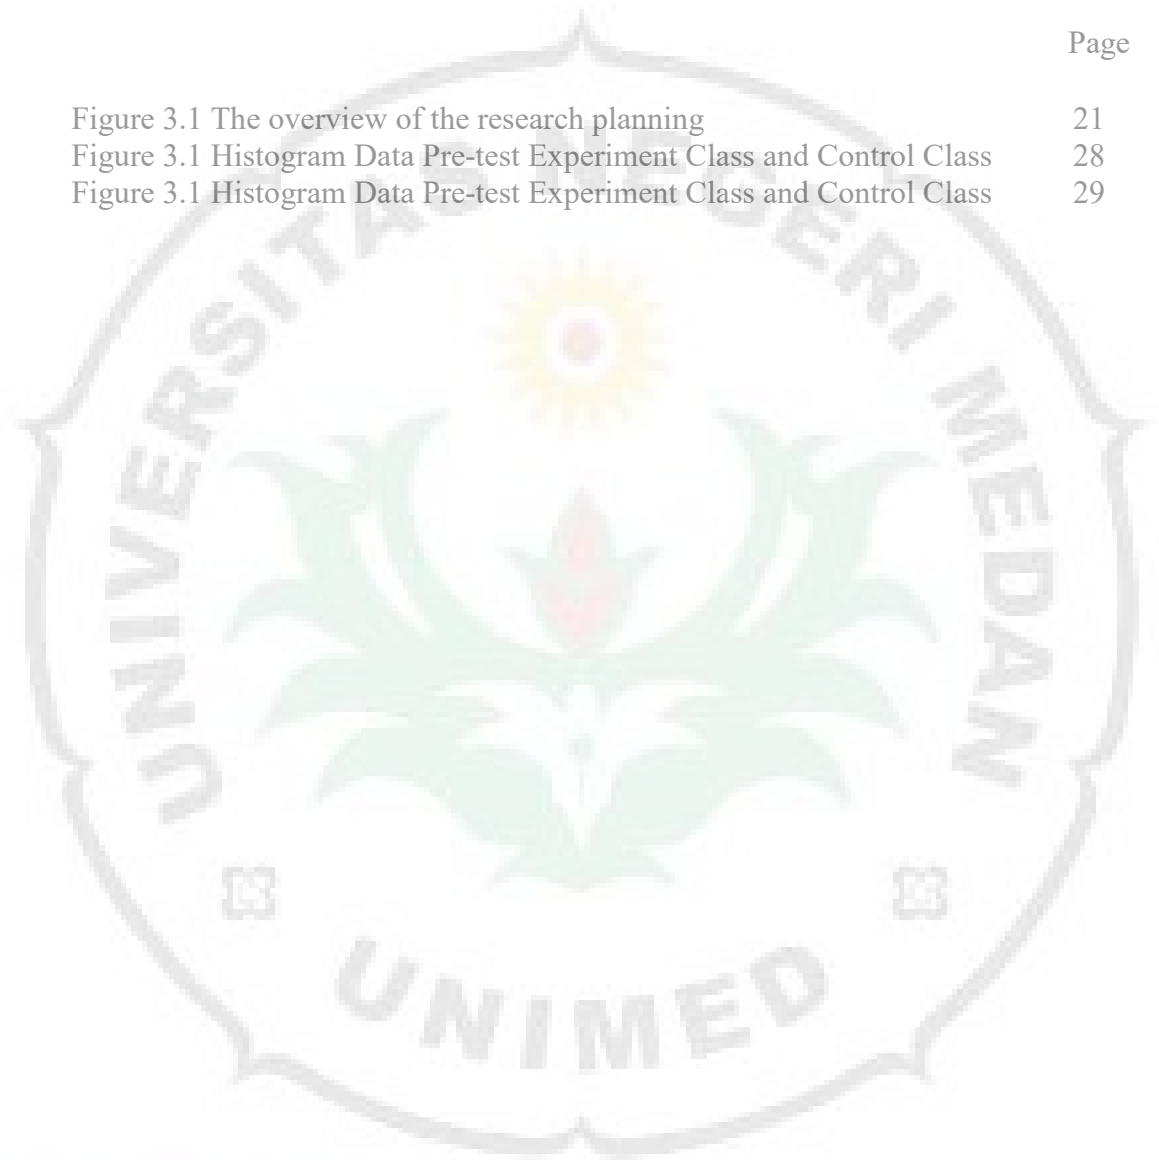 Page
Figure 3.1 The overview of the research planning 21
Figure 3.1 Histogram Data Pre-test Experiment Class and Control Class 28
Figure 3.1 Histogram Data Pre-test Experiment Class and Control Class 29
UNIVERSITAS NEGERI MEDAN
UNIMED